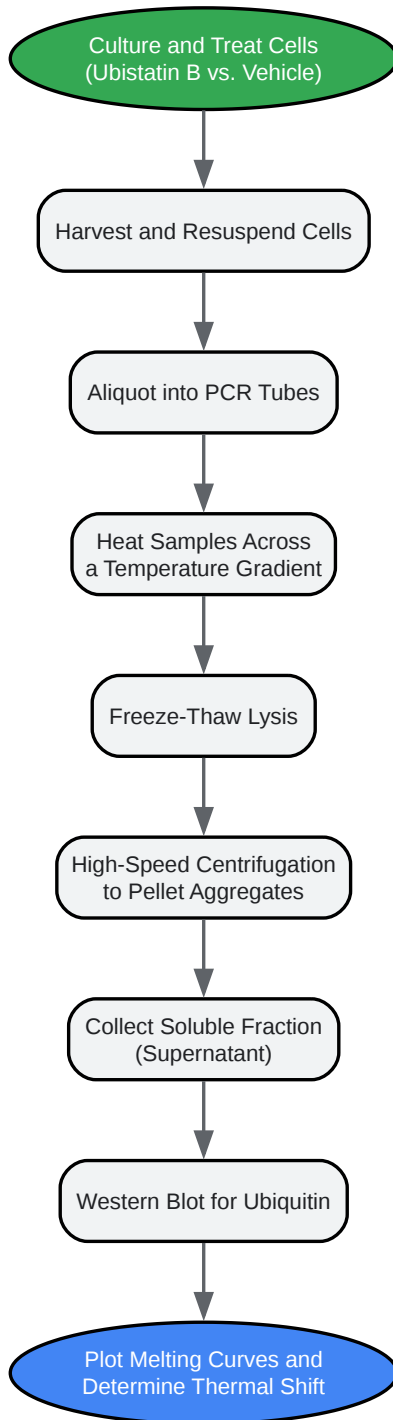 Culture and Treat Cells
(Ubistatin B vs. Vehicle)
Harvest and Resuspend Cells
Aliquot into PCR Tubes
Heat Samples Across
a Temperature Gradient
Freeze-Thaw Lysis
High-Speed Centrifugation
to Pellet Aggregates
Collect Soluble Fraction
(Supernatant)
Western Blot for Ubiquitin
Plot Melting Curves and
Determine Thermal Shift